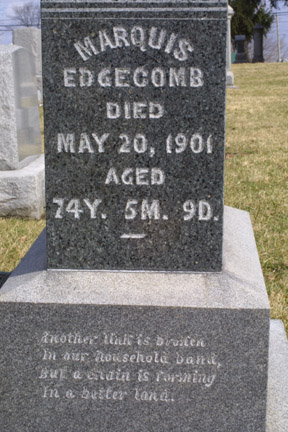 MARQUIS
EDGECOMB
DIED
MAY 20, 1901
AGED
74Y. 5M. 9D.
Another link is broken
In our household band,
But a chain is forming
In a better land.